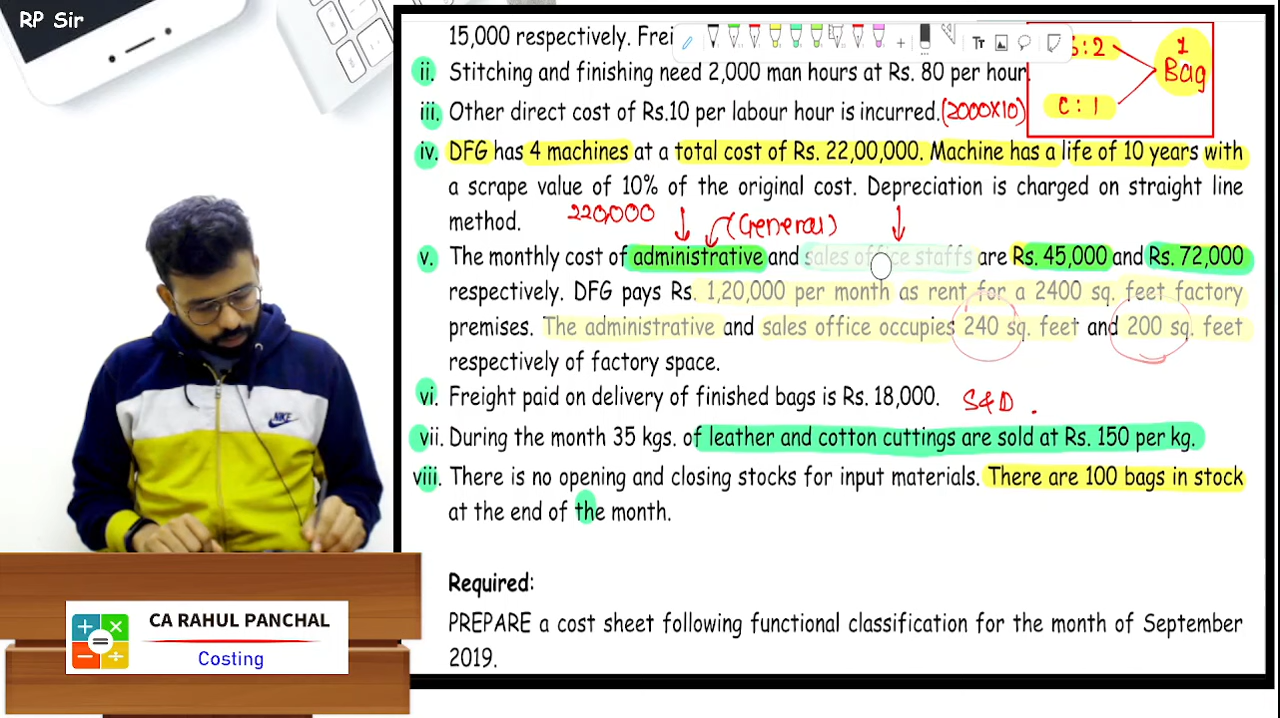 RP Sir
15,000 respectively. Frei
S:2
1
Bag
C:1
ii. Stitching and finishing need 2,000 man hours at Rs. 80 per hour
iii. Other direct cost of Rs.10 per labour hour is incurred. (2000X10)
iv. DFG has 4 machines at a total cost of Rs. 22,00,000. Machine has a life of 10 years with
a scrape value of 10% of the original cost. Depreciation is charged on straight line
method. 220,000 (General)
v. The monthly cost of administrative and sales office staffs are Rs. 45,000 and Rs. 72,000
respectively. DFG pays Rs. 1,20,000 per month as rent for a 2400 sq. feet factory
premises. The administrative and sales office occupies 240 sq. feet and 200 sq. feet
respectively of factory space.
vi. Freight paid on delivery of finished bags is Rs. 18,000. S&D.
vii. During the month 35 kgs. of leather and cotton cuttings are sold at Rs. 150 per kg.
viii. There is no opening and closing stocks for input materials. There are 100 bags in stock
at the end of the month.
Required:
PREPARE a cost sheet following functional classification for the month of September
2019.
NIKE
CA RAHUL PANCHAL
Costing